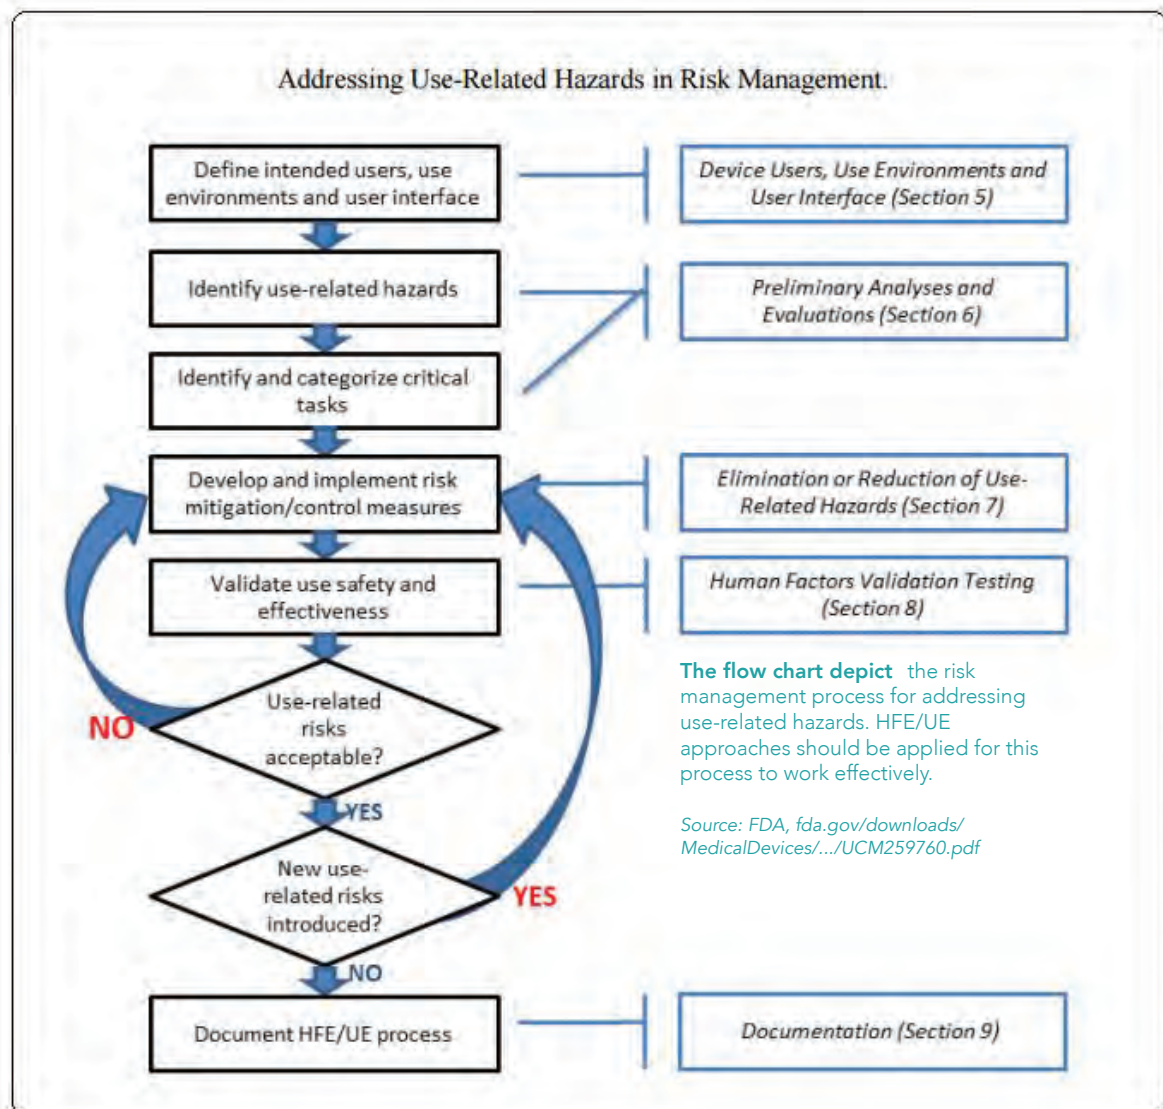 Addressing Use-Related Hazards in Risk Management.
Define intended users, use
environments and user interface
Device Users, Use Environments and
User Interface (Section 5)
Identify use-related hazards
Preliminary Analyses and
Evaluations (Section 6)
Identify and categorize critical
tasks
Develop and implement risk
mitigation/control measures
Elimination or Reduction of Use-
Related Hazards (Section 7)
Validate use safety and
effectiveness
Human Factors Validation Testing
(Section 8)
Use-related
risks
acceptable?
NO
YES
The flow chart depict the risk
management process for addressing
use-related hazards. HFE/UE
approaches should be applied for this
process to work effectively.
Source: FDA, fda.gov/downloads/
MedicalDevices/.../UCM259760.pdf
New use-
related risks
introduced?
YES
NO
Document HFE/UE process
Documentation (Section 9)